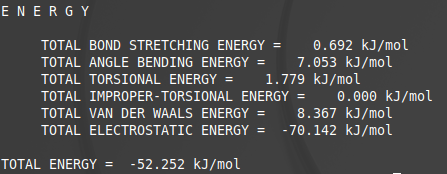 E N E R G Y
TOTAL BOND STRETCHING ENERGY = 0.692 kJ/mol
TOTAL ANGLE BENDING ENERGY = 7.053 kJ/mol
TOTAL TORSIONAL ENERGY = 1.779 kJ/mol
TOTAL IMPROPER-TORSIONAL ENERGY = 0.000 kJ/mol
TOTAL VAN DER WAALS ENERGY = 8.367 kJ/mol
TOTAL ELECTROSTATIC ENERGY = -70.142 kJ/mol
TOTAL ENERGY = -52.252 kJ/mol